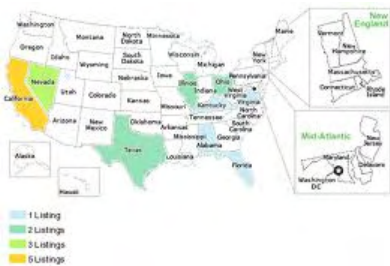 Washington
Montana
North Dakota
Minnesota
Maine
New England
Vermont
Oregon
Idaho
South Dakota
Wisconsin
New York
New Hampshire
Wyoming
Michigan
Massachusetts
Nevada
Nebraska
Iowa
Pennsylvania
Connecticut
Rhode Island
California
Utah
Colorado
Illinois
Indiana
Ohio
West Virginia
Virginia
Kansas
Missouri
Kentucky
Mid-Atlantic
Arizona
New Mexico
Oklahoma
Arkansas
Tennessee
North Carolina
South Carolina
New Jersey
Maryland
Delaware
Alaska
Texas
Mississippi
Alabama
Georgia
Washington DC
Louisiana
Hawaii
Florida
1 Listing
2 Listings
3 Listings
5 Listings